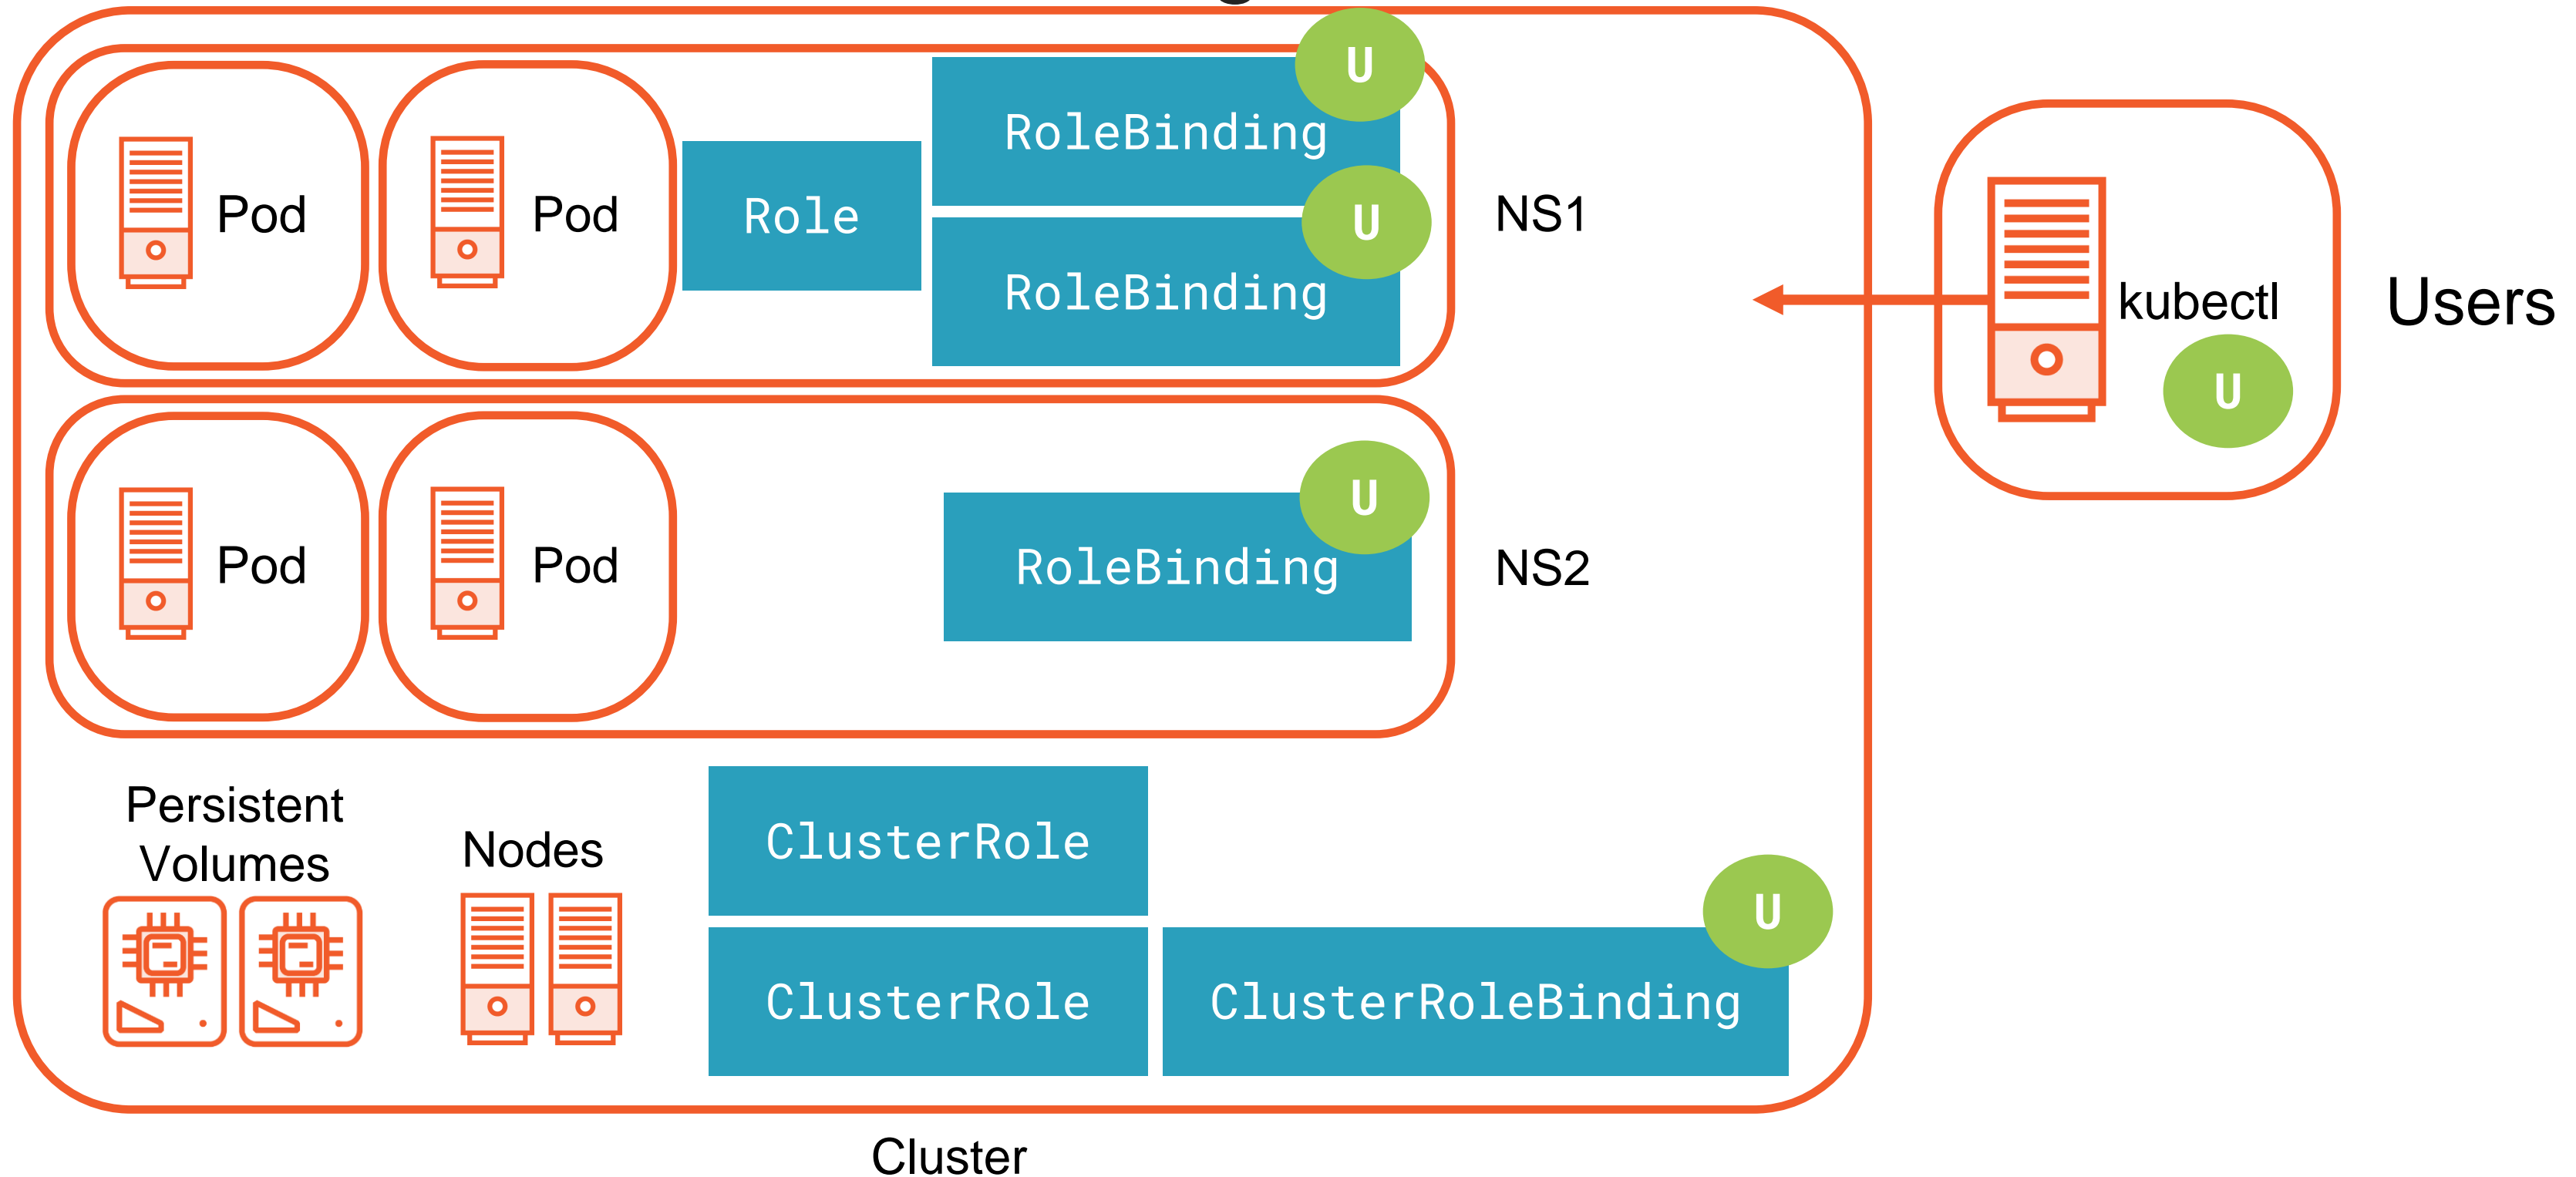 U
RoleBinding
Pod
Pod
Role
U
RoleBinding
NS1
kubectl
U
Users
U
Pod
Pod
RoleBinding
NS2
Persistent
Volumes
Nodes
ClusterRole
U
ClusterRole
ClusterRoleBinding
Cluster